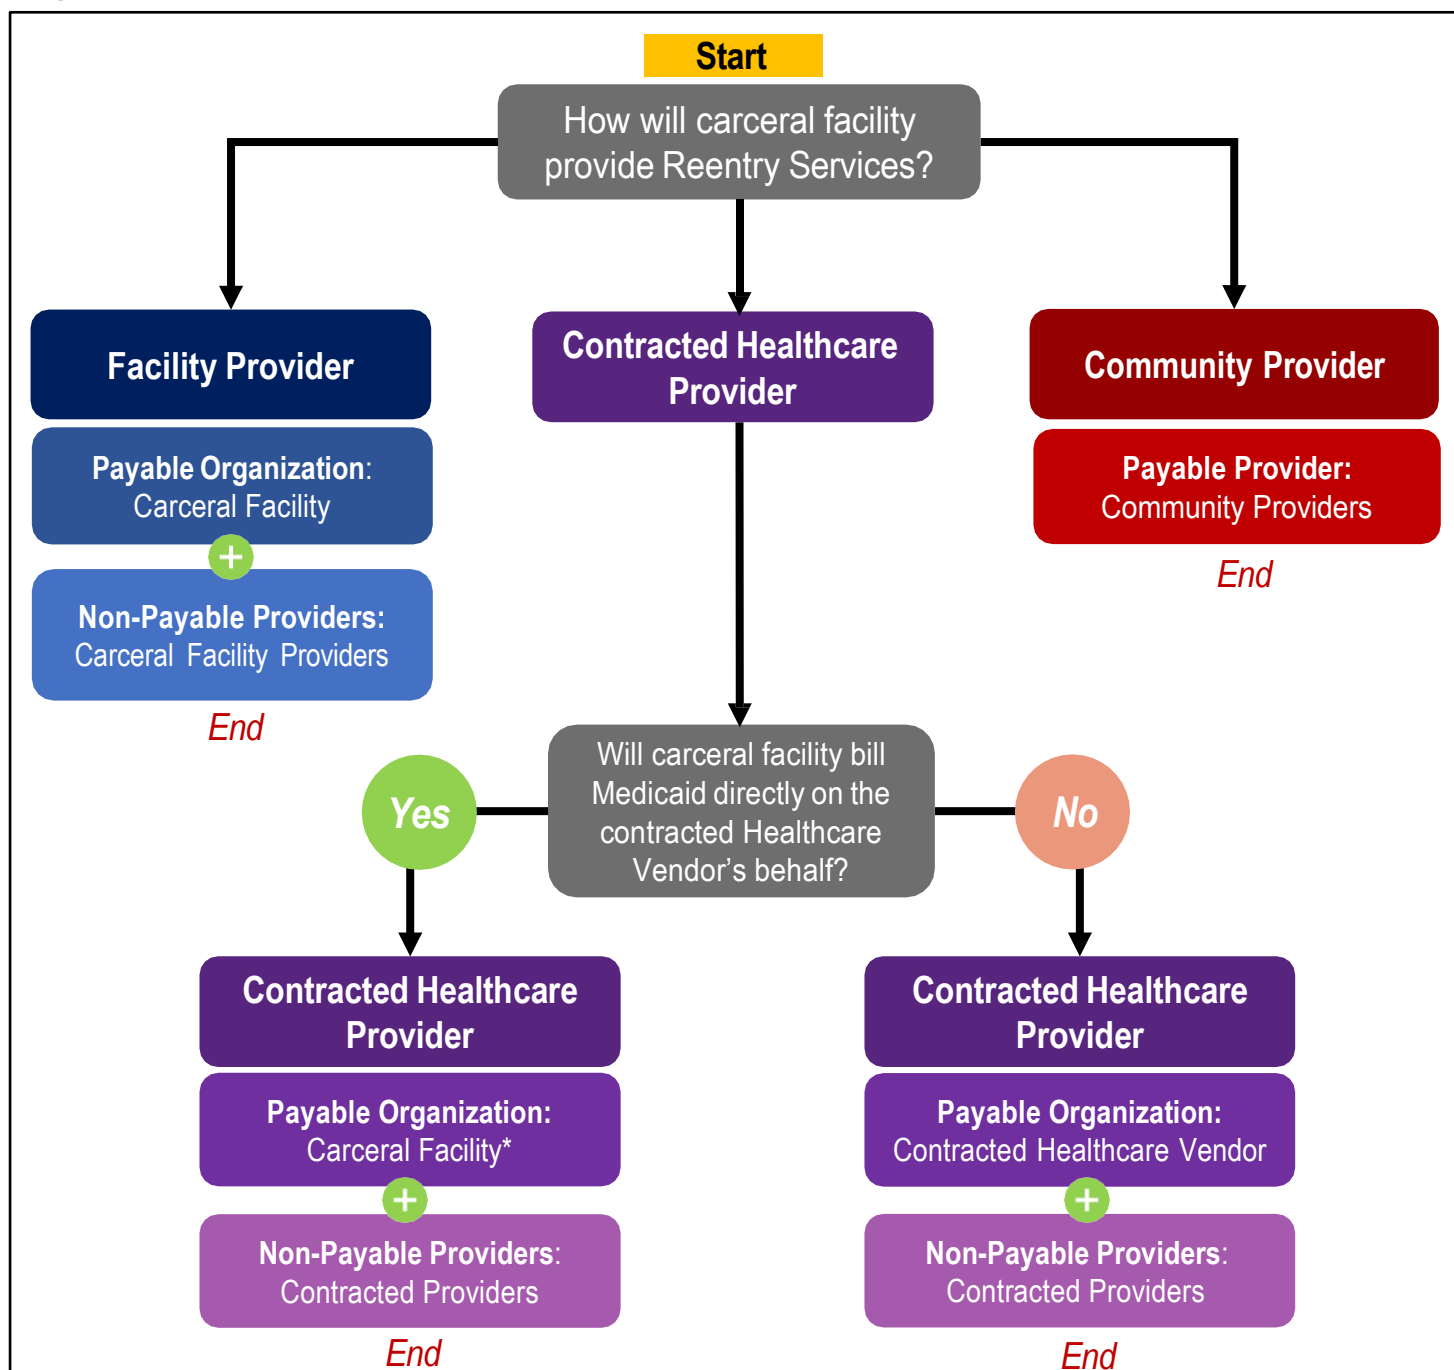 Start
How will carceral facility
provide Reentry Services?
Facility Provider
Payable Organization:
Carceral Facility
+
Non-Payable Providers:
Carceral Facility Providers
End
Contracted Healthcare
Provider
Community Provider
Payable Provider:
Community Providers
End
Will carceral facility bill
Medicaid directly on the
contracted Healthcare
Vendor's behalf?
Yes
No
Contracted Healthcare
Provider
Payable Organization:
Carceral Facility*
+
Non-Payable Providers:
Contracted Providers
End
Contracted Healthcare
Provider
Payable Organization:
Contracted Healthcare Vendor
+
Non-Payable Providers:
Contracted Providers
End